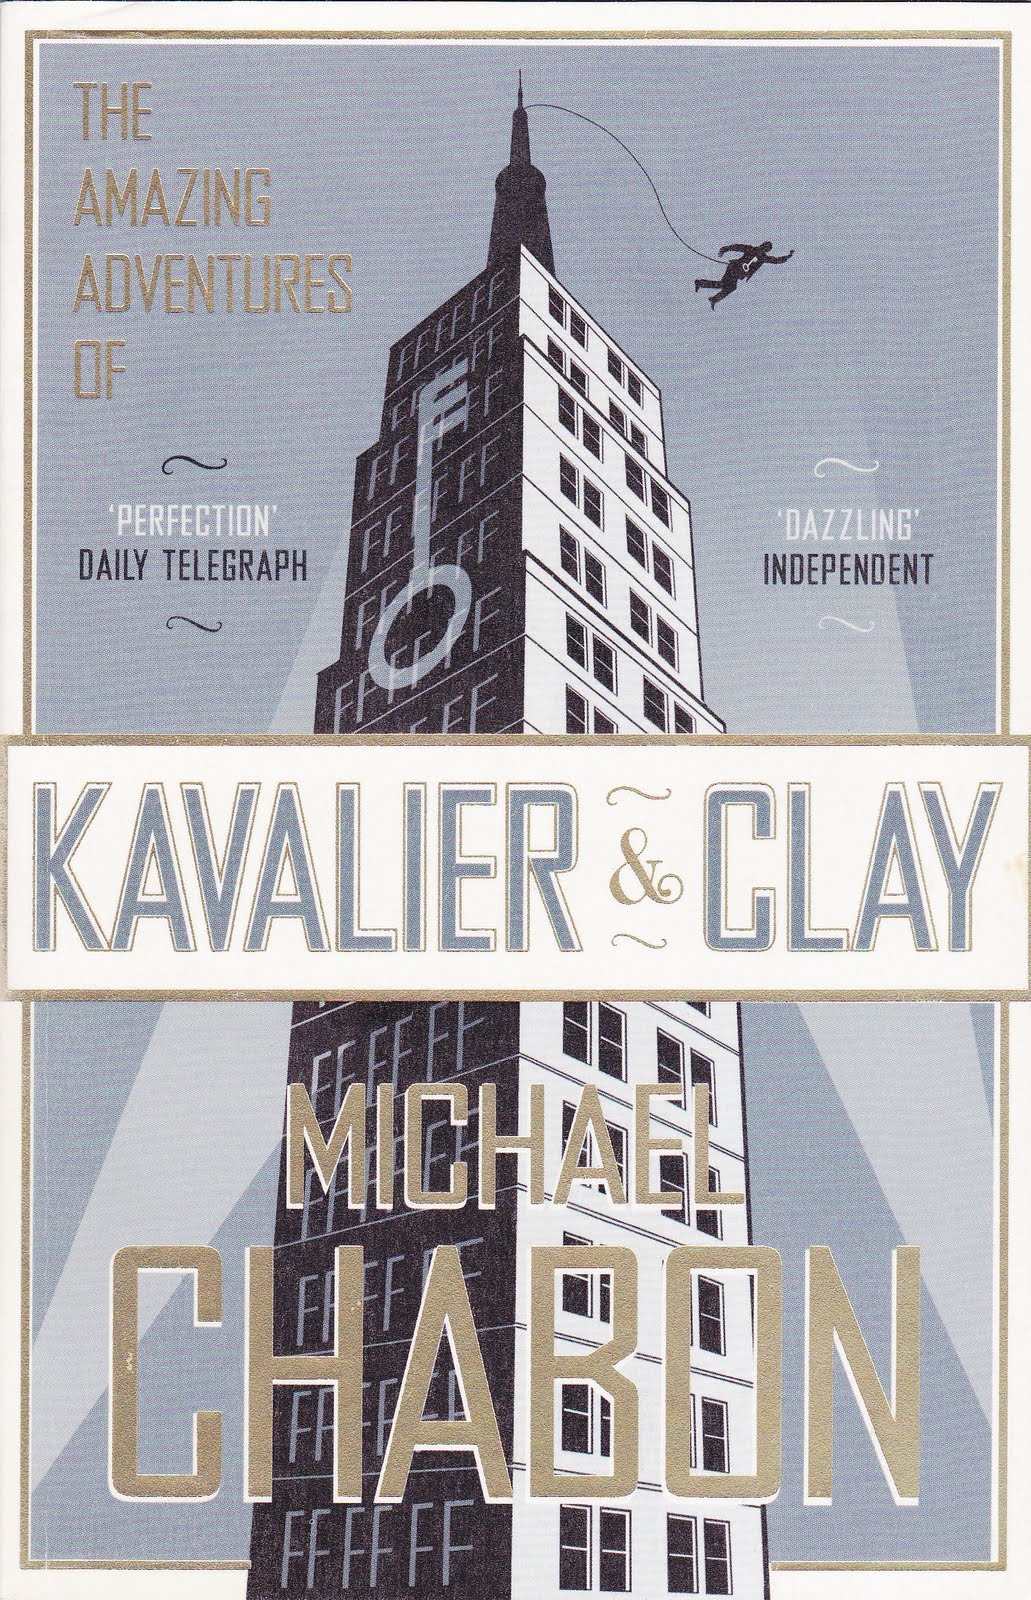 THE
AMAZING
ADVENTURES
OF
'PERFECTION'
DAILY TELEGRAPH
'DAZZLING'
INDEPENDENT
KAVALIER & CLAY
MICHAEL
CHABON